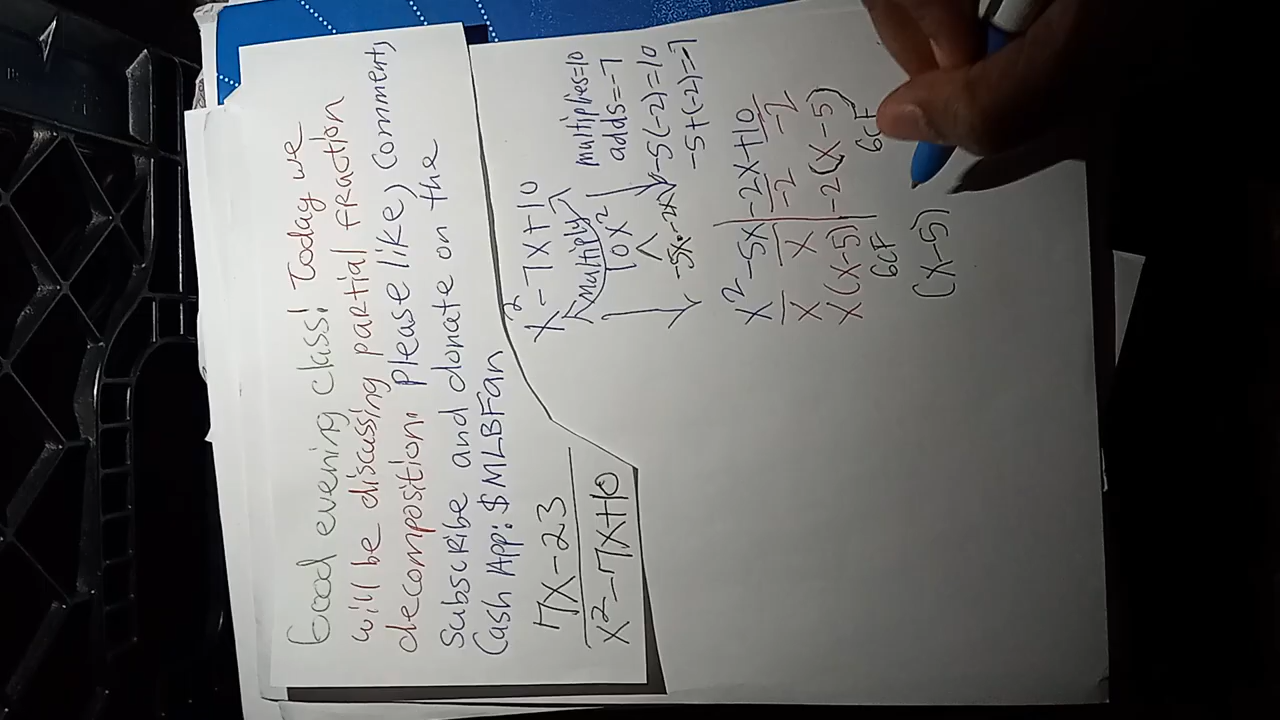 Good evening class! Today we
will be discussing partial fraction
decomposition. please like, comment,
subscribe and donate on the
Cash App: $MLBFan
7x-23
x²-7x+10
x²-7x+10
multiply
10x²
multiplies=10
adds=-7
-5x, -2x
-5(-2)=10
-5+(-2)=-7
x²-5x | -2x+10
x x | -2 -2
x(x-5) | -2(x-5)
GCF GCF
(x-5)